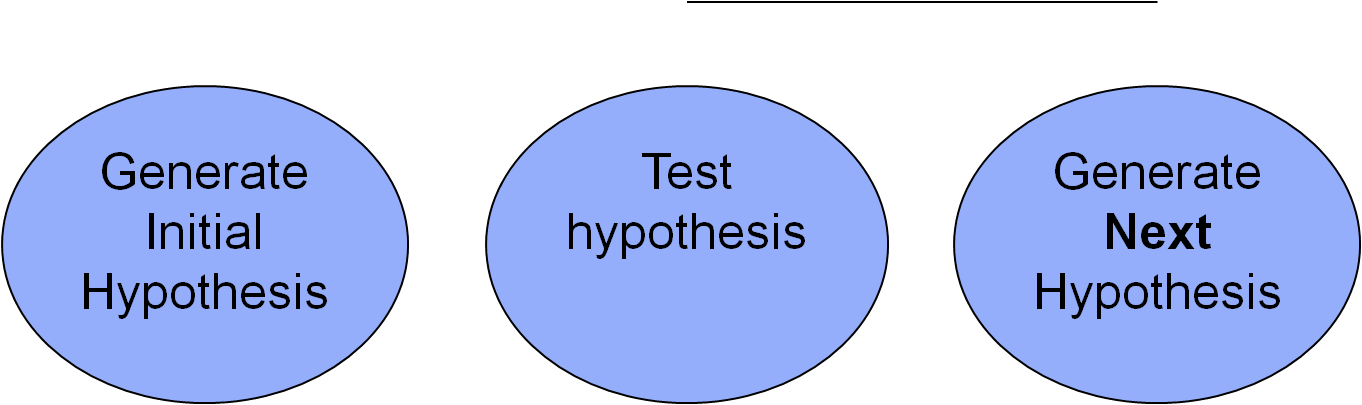 Generate
Initial
Hypothesis
Test
hypothesis
Generate
Next
Hypothesis